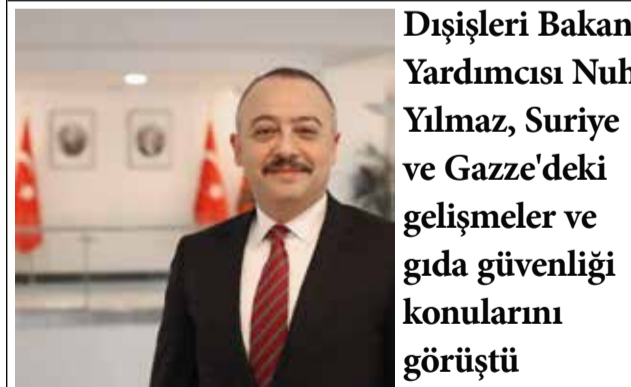 Dışişleri Bakan
Yardımcısı Nuh
Yılmaz, Suriye
ve Gazze'deki
gelişmeler ve
gıda güvenliği
konularını
görüştü